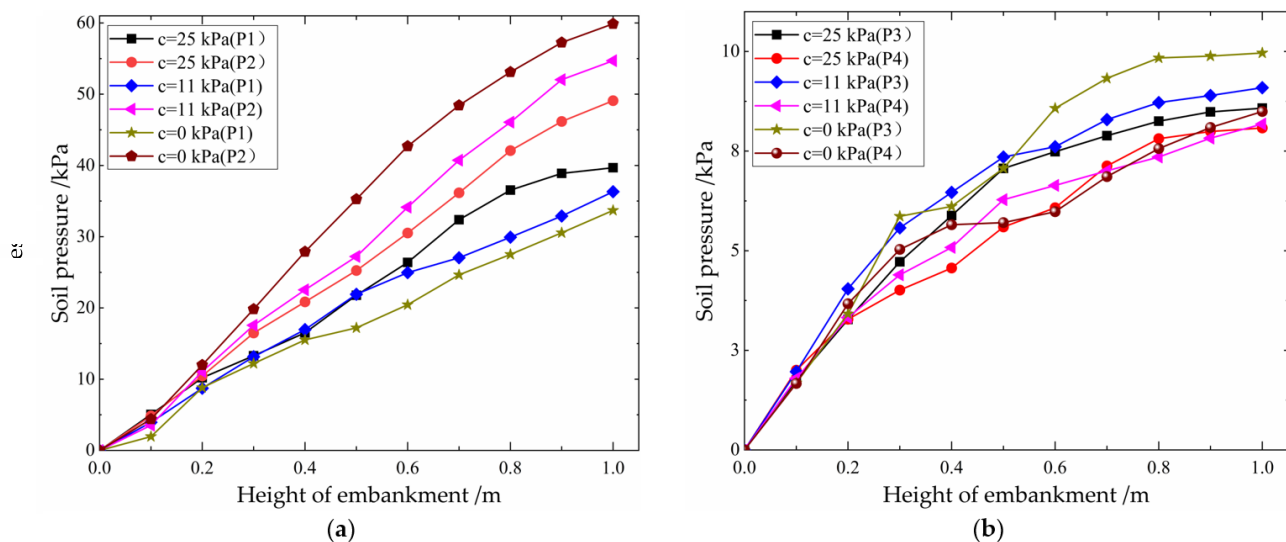 60
50
40
30
20
10
0
c=25 kPa(P1）
c=25 kPa(P2)
c=11 kPa(P1)
c=11 kPa(P2)
c=0 kPa(P1)
c=0 kPa(P2）
Soil pressure /kPa
0.0 0.2 0.4 0.6 0.8 1.0
Height of embankment /m
(a)
10
8
5
3
0
c=25 kPa(P3）
c=25 kPa(P4)
c=11 kPa(P3)
c=11 kPa(P4)
c=0 kPa(P3)
c=0 kPa(P4）
Soil pressure /kPa
0.0 0.2 0.4 0.6 0.8 1.0
Height of embankment /m
(b)